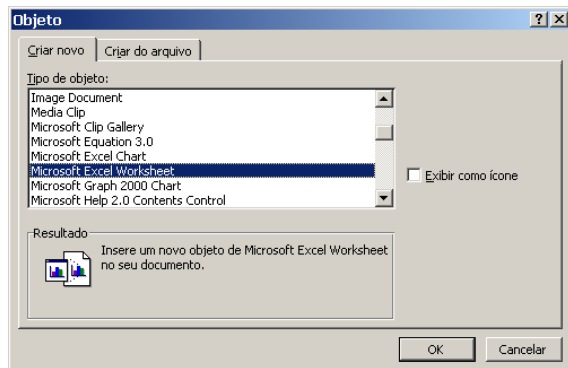 Objeto
Criar novo
Criar do arquivo
Tipo de objeto:
Image Document
Media Clip
Microsoft Clip Gallery
Microsoft Equation 3.0
Microsoft Excel Chart
Microsoft Excel Worksheet
Microsoft Graph 2000 Chart
Microsoft Help 2.0 Contents Control
Exibir como ícone
Resultado
Insere um novo objeto de Microsoft Excel Worksheet
no seu documento.
OK
Cancelar